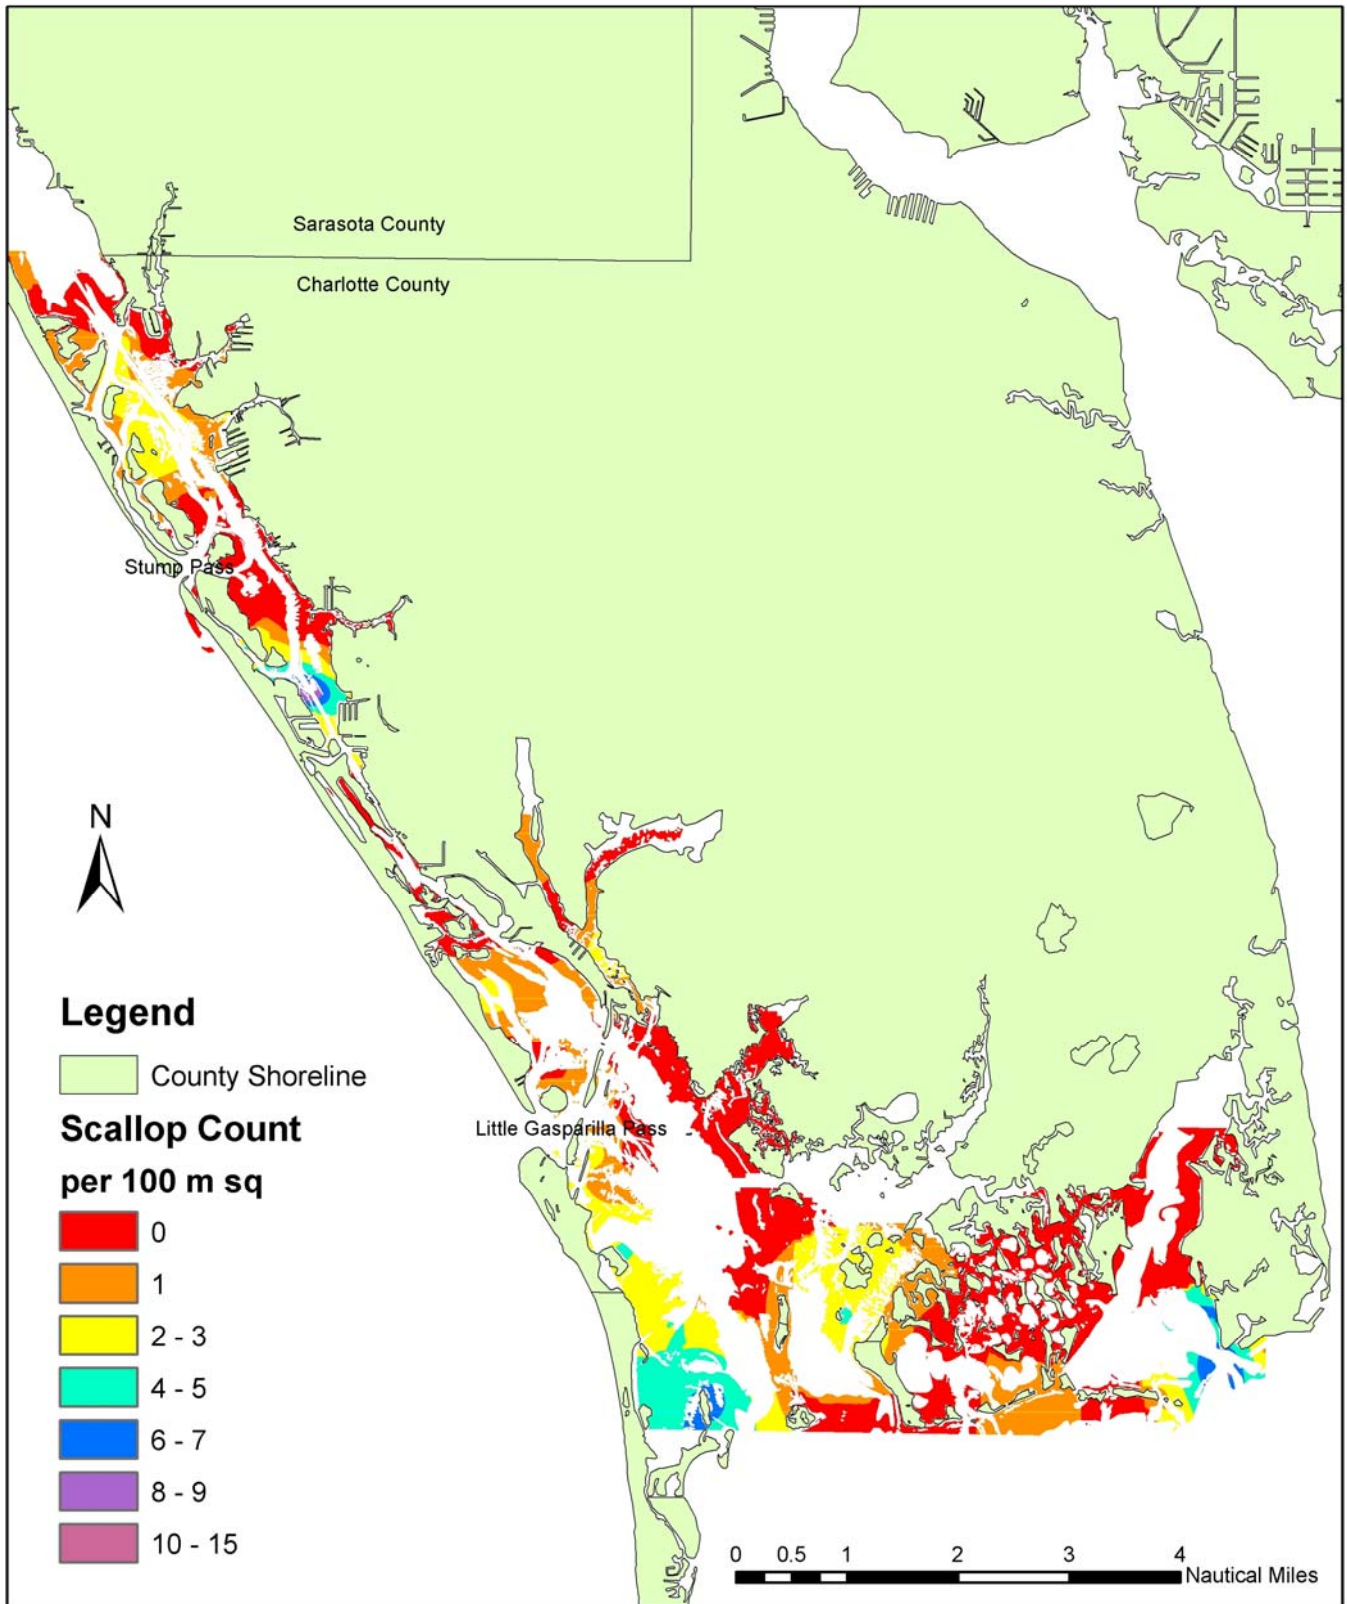 Sarasota County
Charlotte County
Stump Pass
N
Little Gasparilla Pass
Legend
County Shoreline
Scallop Count
per 100 m sq
0
1
2 - 3
4 - 5
6 - 7
8 - 9
10 - 15
0 0.5 1 2 3 4
Nautical Miles